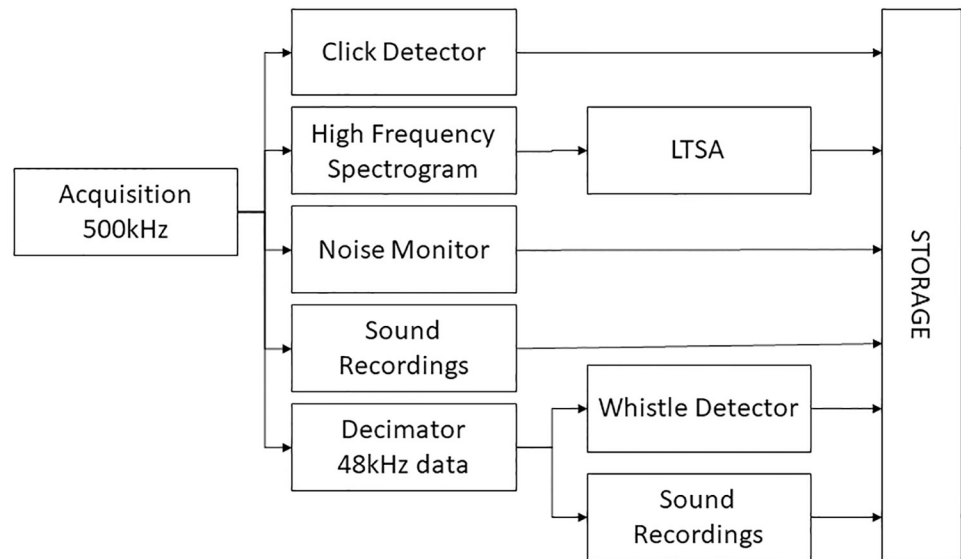 Click Detector
High Frequency
Spectrogram
LTSA
Acquisition
500kHz
Noise Monitor
STORAGE
Sound
Recordings
Whistle Detector
Decimator
48kHz data
Sound
Recordings